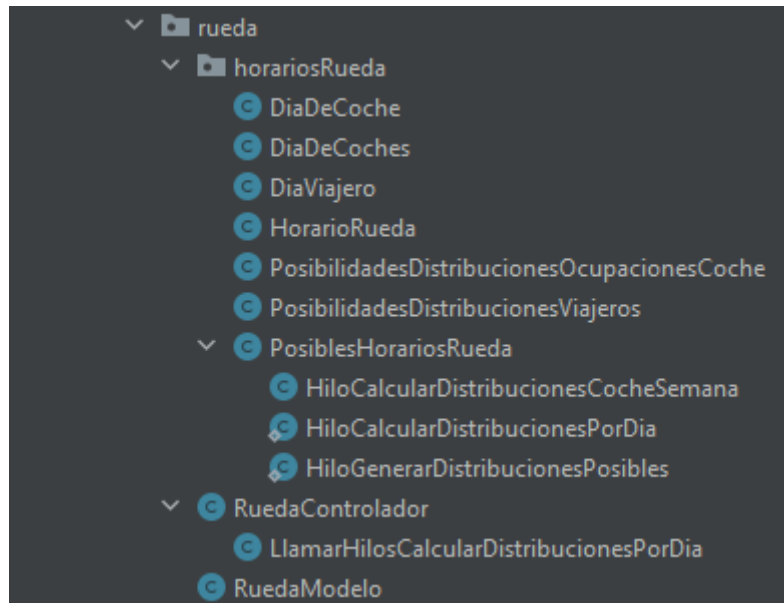 rueda
horariosRueda
C DiaDeCoche
C DiaDeCoches
C DiaViajero
C HorarioRueda
C PosibilidadesDistribucionesOcupacionesCoche
C PosibilidadesDistribucionesViajeros
C PosiblesHorariosRueda
C HiloCalcularDistribucionesCocheSemana
C HiloCalcularDistribucionesPorDia
C HiloGenerarDistribucionesPosibles
C RuedaControlador
C LlamarHilosCalcularDistribucionesPorDia
C RuedaModelo